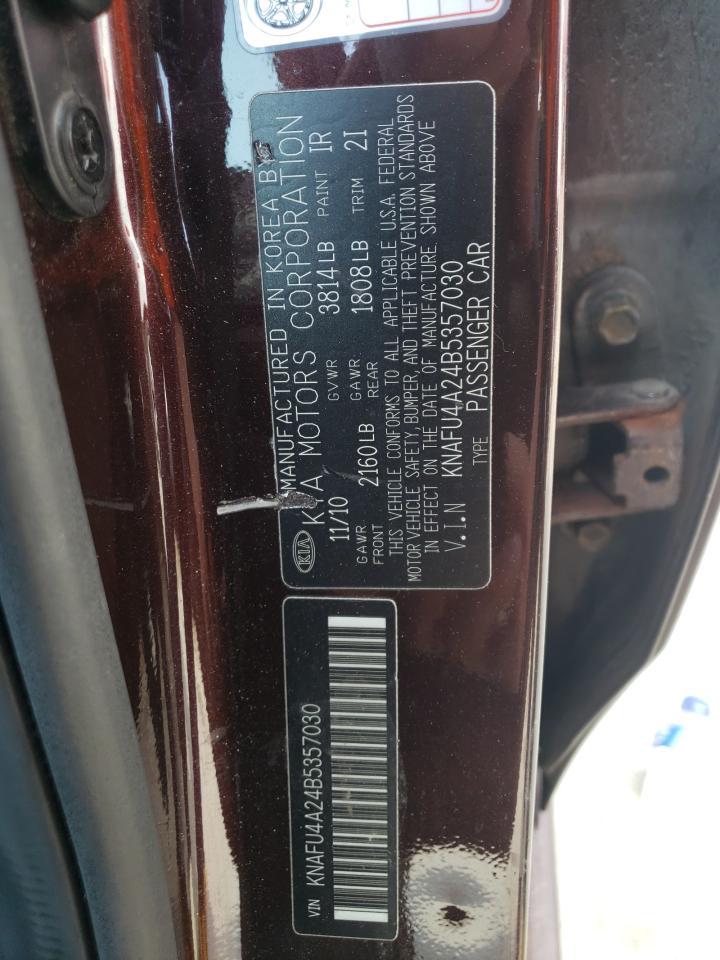 MANUFACTURED IN KOREA BY
KIA KIA MOTORS CORPORATION
11/10 GVWR 3814LB PAINT IR
GAWR FRONT 2160LB GAWR REAR 1808LB TRIM 2I
THIS VEHICLE CONFORMS TO ALL APPLICABLE U.S.A. FEDERAL
MOTOR VEHICLE SAFETY, BUMPER, AND THEFT PREVENTION STANDARDS
IN EFFECT ON THE DATE OF MANUFACTURE SHOWN ABOVE
V.I.N KNAFU4A24B5357030
TYPE PASSENGER CAR
VIN KNAFU4A24B5357030